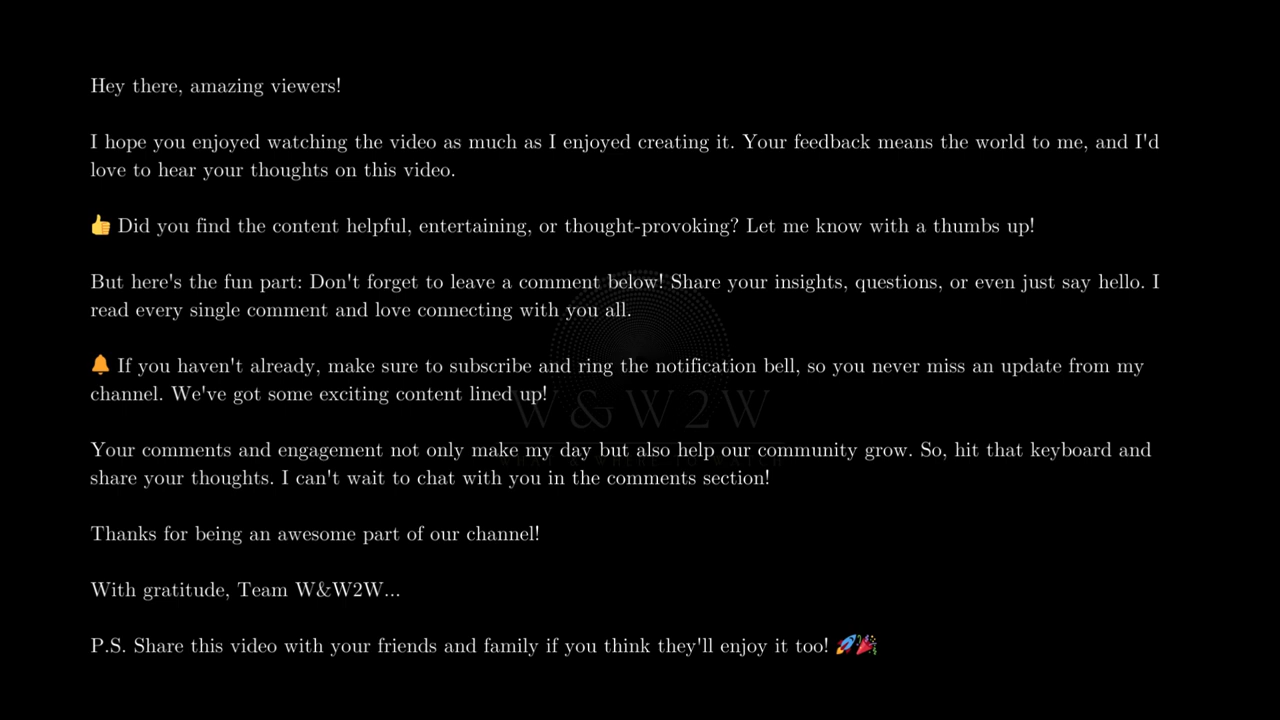 Hey there, amazing viewers!
I hope you enjoyed watching the video as much as I enjoyed creating it. Your feedback means the world to me, and I'd
love to hear your thoughts on this video.
👍 Did you find the content helpful, entertaining, or thought-provoking? Let me know with a thumbs up!
But here's the fun part: Don't forget to leave a comment below! Share your insights, questions, or even just say hello. I
read every single comment and love connecting with you all.
🔔 If you haven't already, make sure to subscribe and ring the notification bell, so you never miss an update from my
channel. We've got some exciting content lined up!
W&W2W
Your comments and engagement not only make my day but also help our community grow. So, hit that keyboard and
share your thoughts. I can't wait to chat with you in the comments section!
Thanks for being an awesome part of our channel!
With gratitude, Team W&W2W...
P.S. Share this video with your friends and family if you think they'll enjoy it too! 🚀🎉